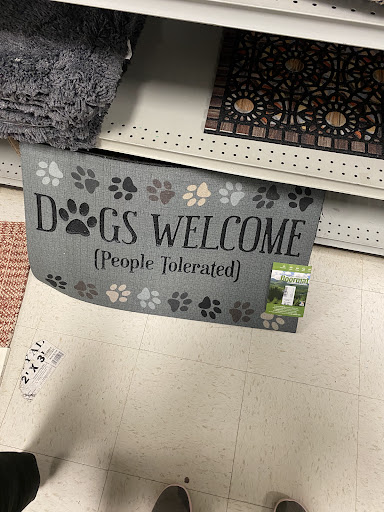 DOGS WELCOME
(People Tolerated)
2' X 3'